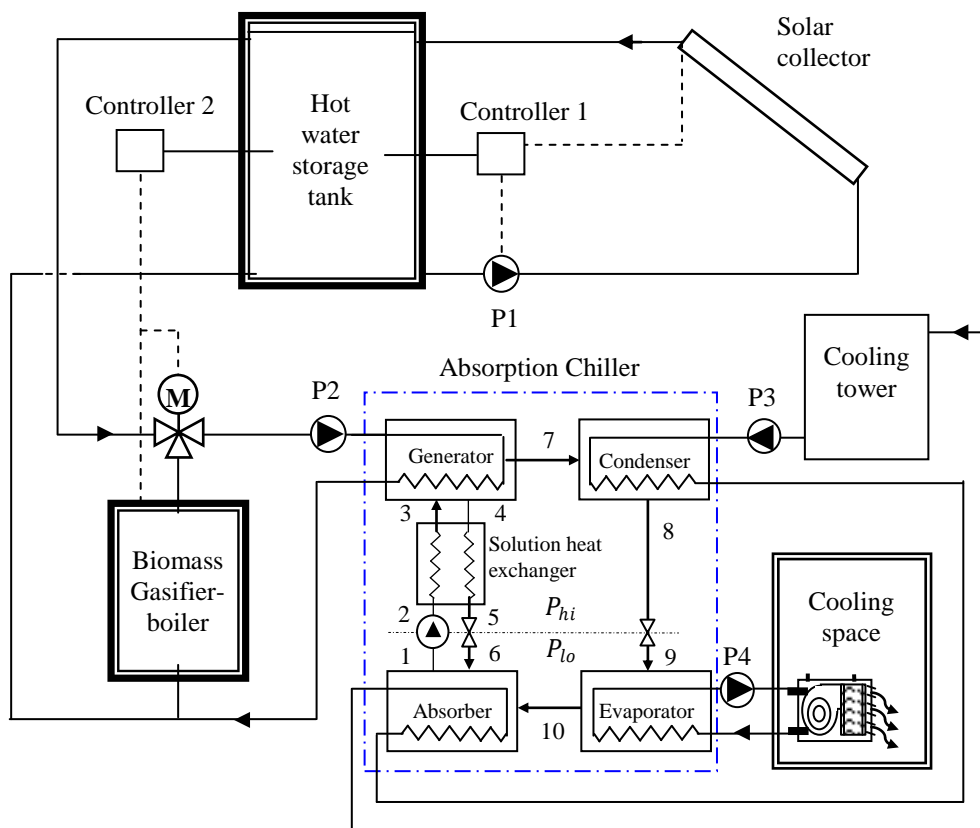 Solar
collector
Controller 2
Hot
water
storage
tank
Controller 1
P1
Absorption Chiller
Cooling
tower
M
P2
P3
Generator
7
Condenser
3
4
8
Solution heat
exchanger
Biomass
Gasifier-
boiler
2
5
P_hi
P_lo
1
6
9
P4
Cooling
space
Absorber
10
Evaporator